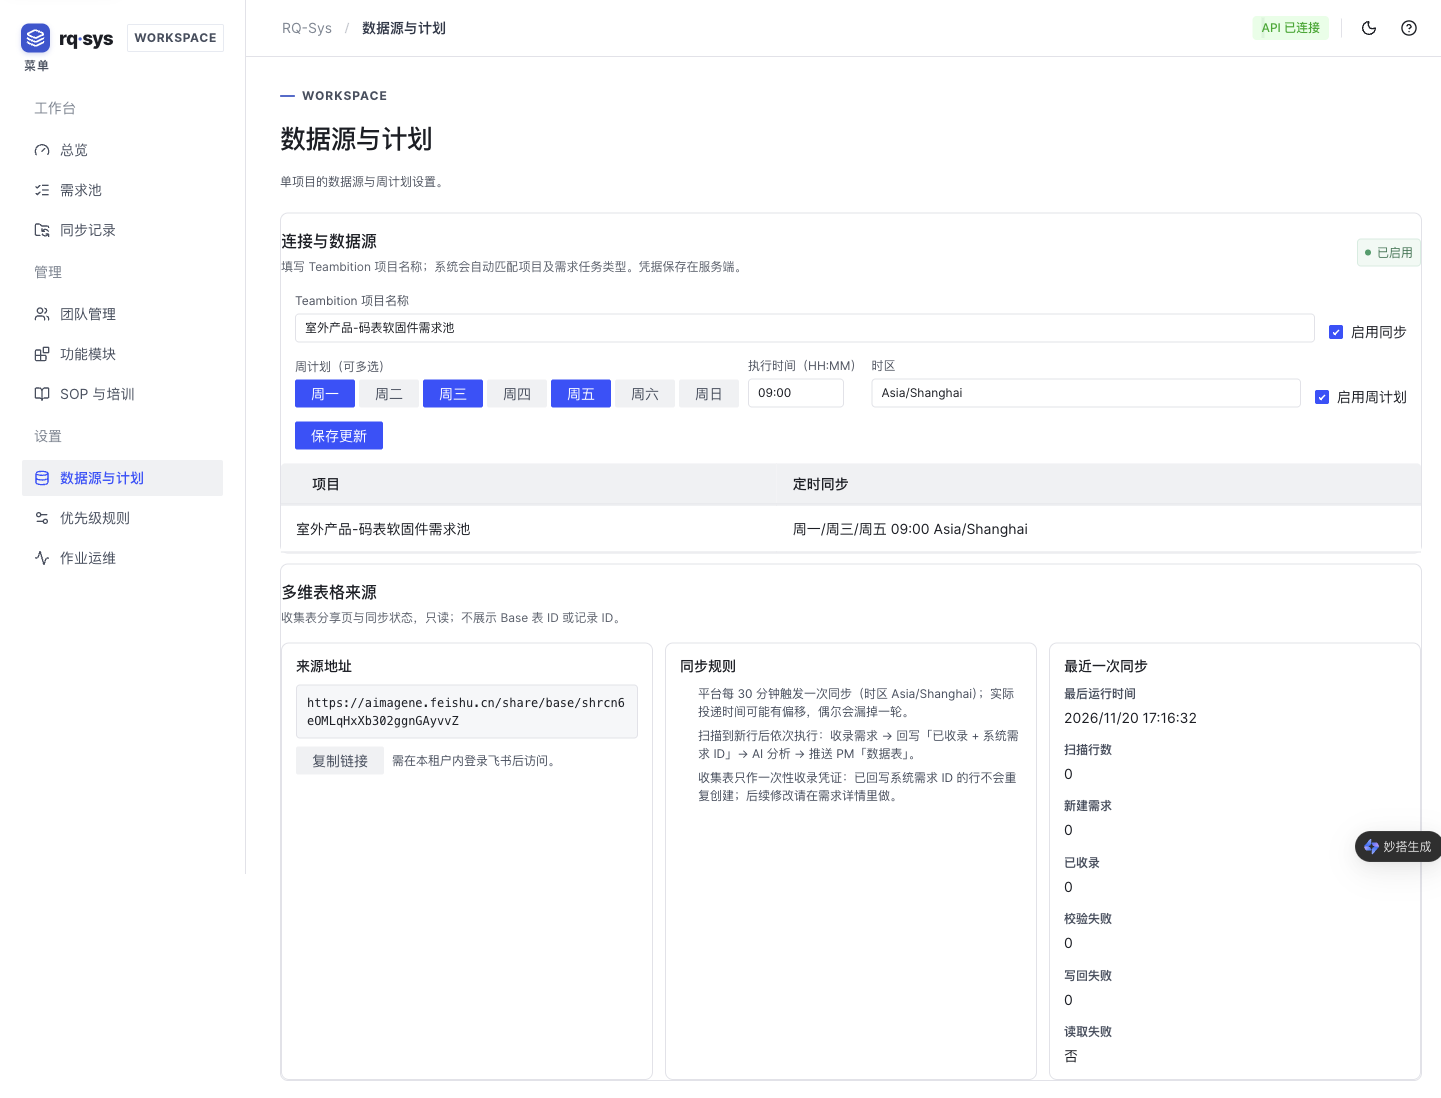 rq·sys
WORKSPACE
菜单
工作台
总览
需求池
同步记录
管理
团队管理
功能模块
SOP 与培训
设置
数据源与计划
优先级规则
作业运维
RQ-Sys / 数据源与计划
API 已连接
WORKSPACE
数据源与计划
单项目的数据源与周计划设置。
连接与数据源
填写 Teambition 项目名称；系统会自动匹配项目及需求任务类型。凭据保存在服务端。
已启用
Teambition 项目名称
室外产品-码表软固件需求池
启用同步
周计划（可多选）
执行时间（HH:MM）
时区
周一
周二
周三
周四
周五
周六
周日
09:00
Asia/Shanghai
启用周计划
保存更新
项目
定时同步
室外产品-码表软固件需求池
周一/周三/周五 09:00 Asia/Shanghai
多维表格来源
收集表分享页与同步状态，只读；不展示 Base 表 ID 或记录 ID。
来源地址
https://aimagene.feishu.cn/share/base/shrcn6
eOMLqHxXb302ggnGAyvvZ
复制链接
需在本租户内登录飞书后访问。
同步规则
平台每 30 分钟触发一次同步（时区 Asia/Shanghai）；实际
投递时间可能有偏移，偶尔会漏掉一轮。
扫描到新行后依次执行：收录需求 → 回写「已收录 + 系统需
求 ID」→ AI 分析 → 推送 PM「数据表」。
收集表只作一次性收录凭证：已回写系统需求 ID 的行不会重
复创建；后续修改请在需求详情里做。
最近一次同步
最后运行时间
2026/11/20 17:16:32
扫描行数
0
新建需求
0
已收录
0
校验失败
0
写回失败
0
读取失败
否
妙搭生成